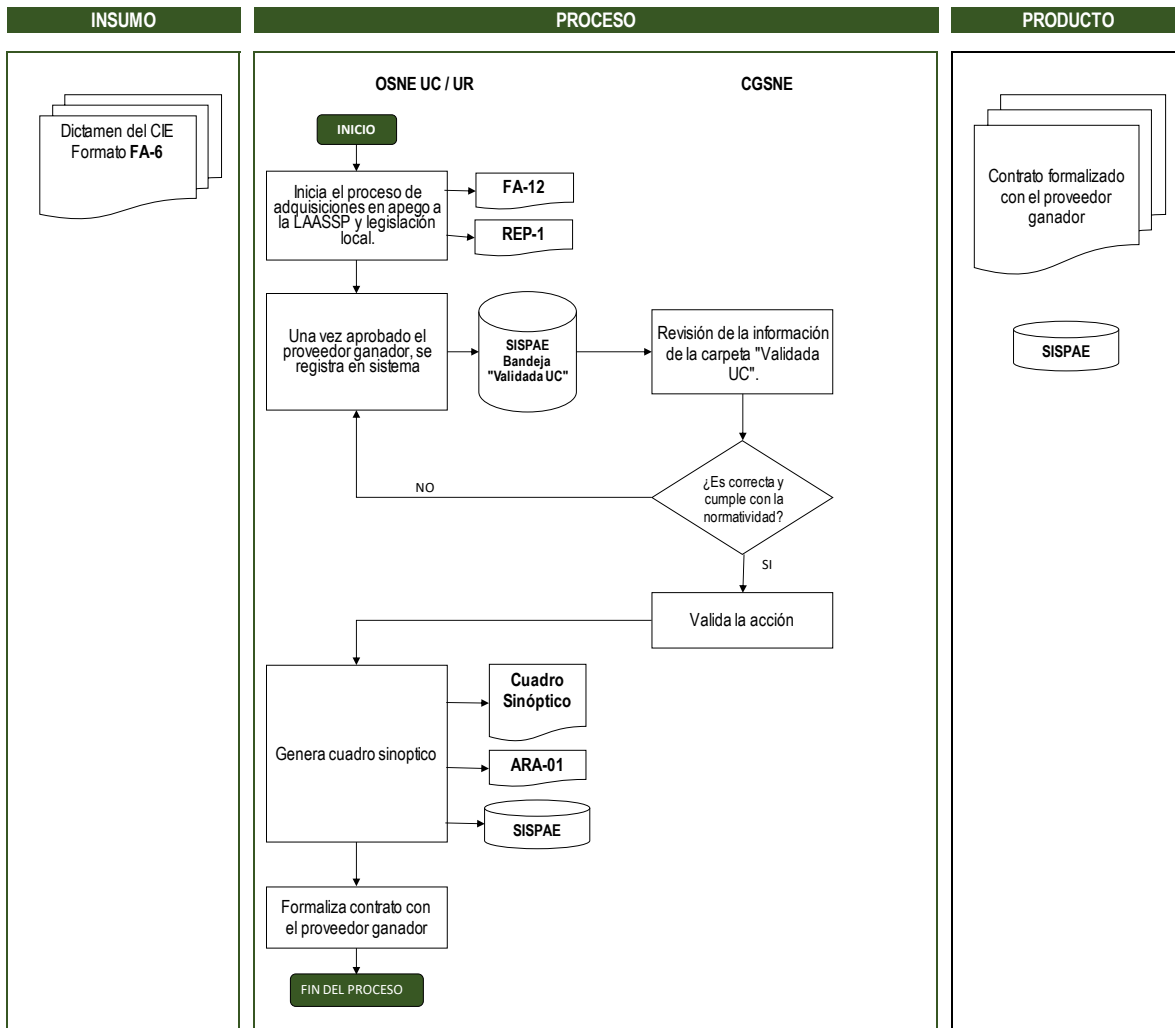 INSUMO
PROCESO
PRODUCTO
Dictamen del CIE
Formato FA-6
OSNE UC / UR
CGSNE
INICIO
Inicia el proceso de
adquisiciones en apego a
la LAASSP y legislación
local.
FA-12
REP-1
Una vez aprobado el
proveedor ganador, se
registra en sistema
SISPAE
Bandeja
"Validada UC"
Revisión de la información
de la carpeta "Validada
UC".
¿Es correcta y
cumple con la
normatividad?
NO
SI
Valida la acción
Genera cuadro sinoptico
Cuadro
Sinóptico
ARA-01
SISPAE
Formaliza contrato con
el proveedor ganador
FIN DEL PROCESO
Contrato formalizado
con el proveedor
ganador
SISPAE